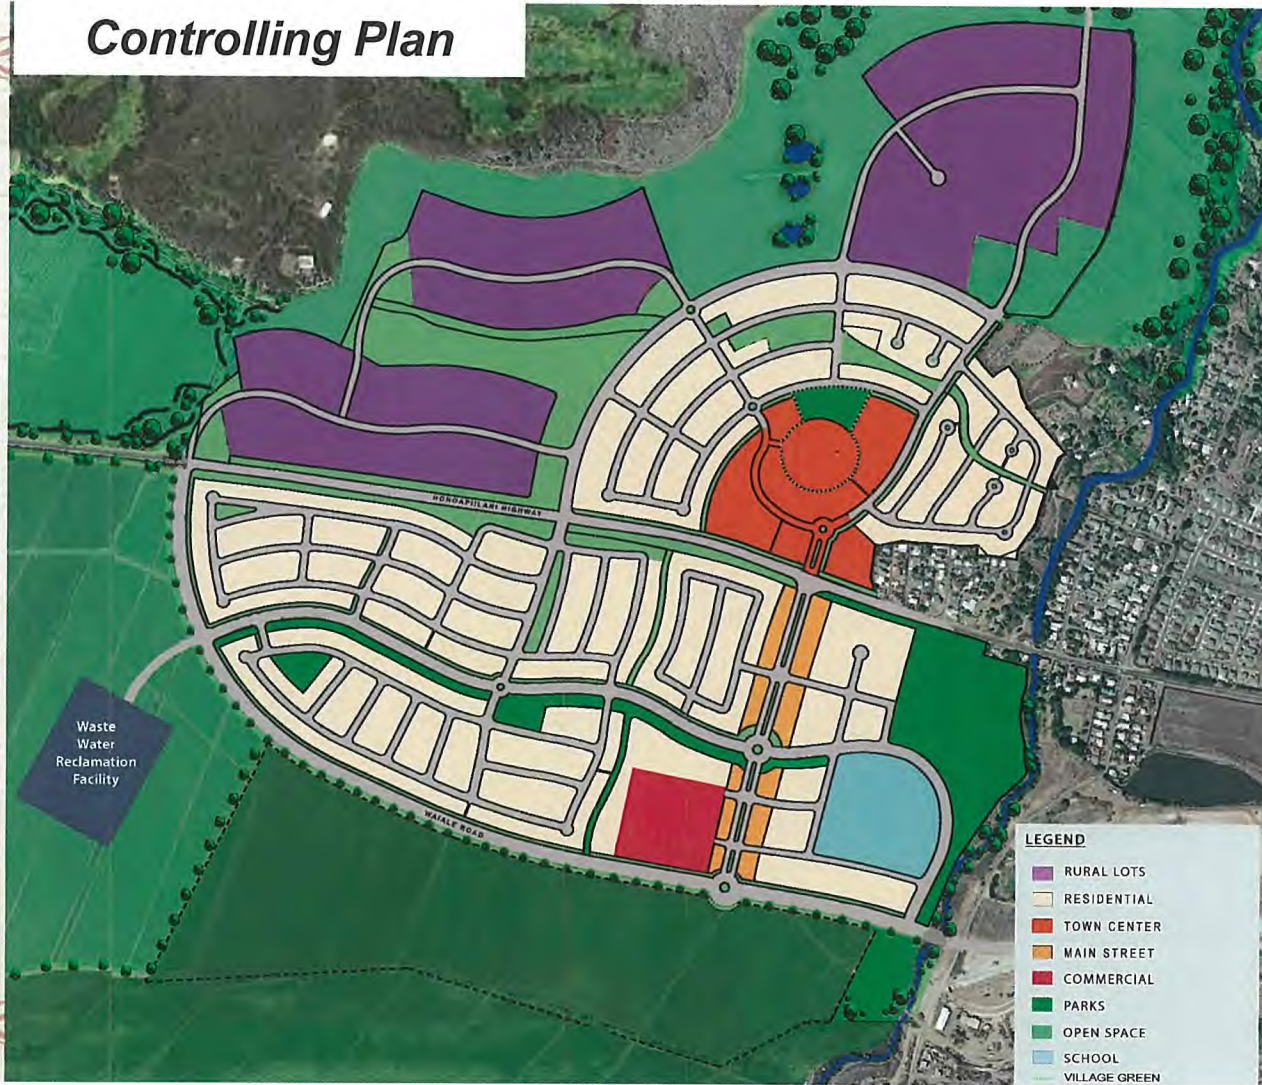 Controlling Plan
HONOAPIILANI HIGHWAY
Waste
Water
Reclamation
Facility
WAIALE ROAD
LEGEND
RURAL LOTS
RESIDENTIAL
TOWN CENTER
MAIN STREET
COMMERCIAL
PARKS
OPEN SPACE
SCHOOL
VILLAGE GREEN